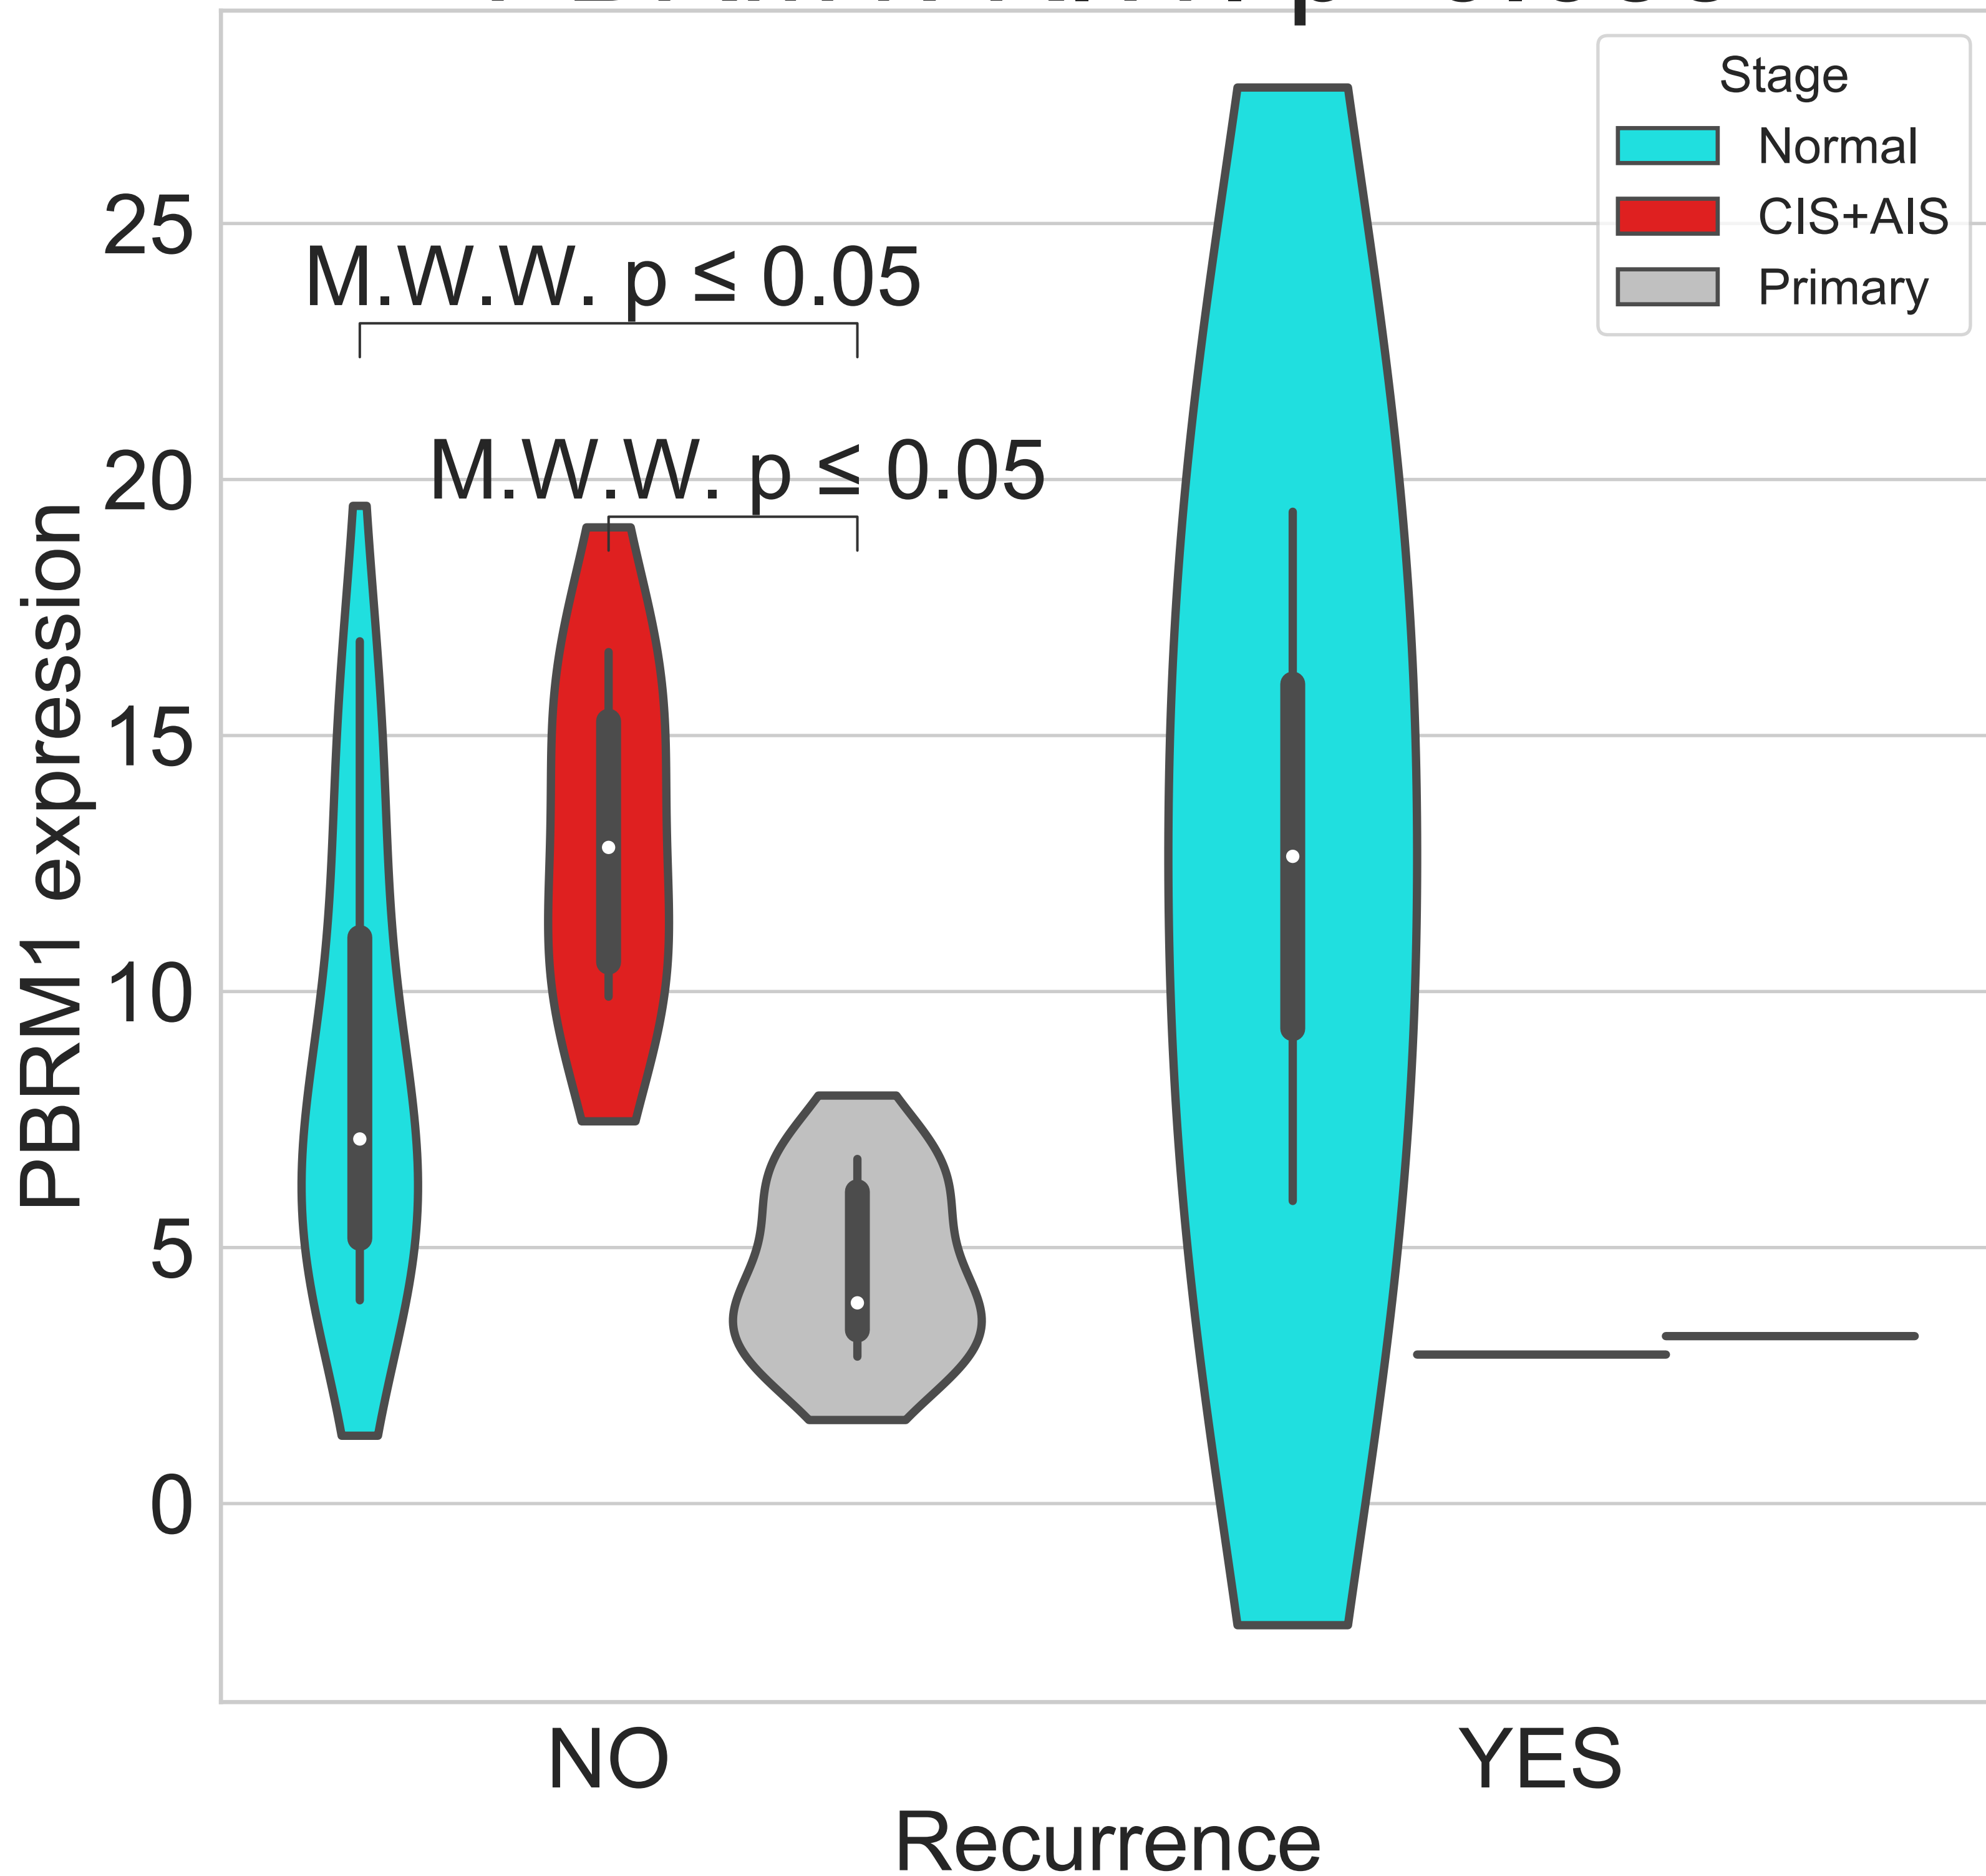 Stage
Normal
CIS+AIS
Primary
25
20
15
10
5
0
PBRM1 expression
M.W.W. p ≤ 0.05
M.W.W. p ≤ 0.05
NO
YES
Recurrence